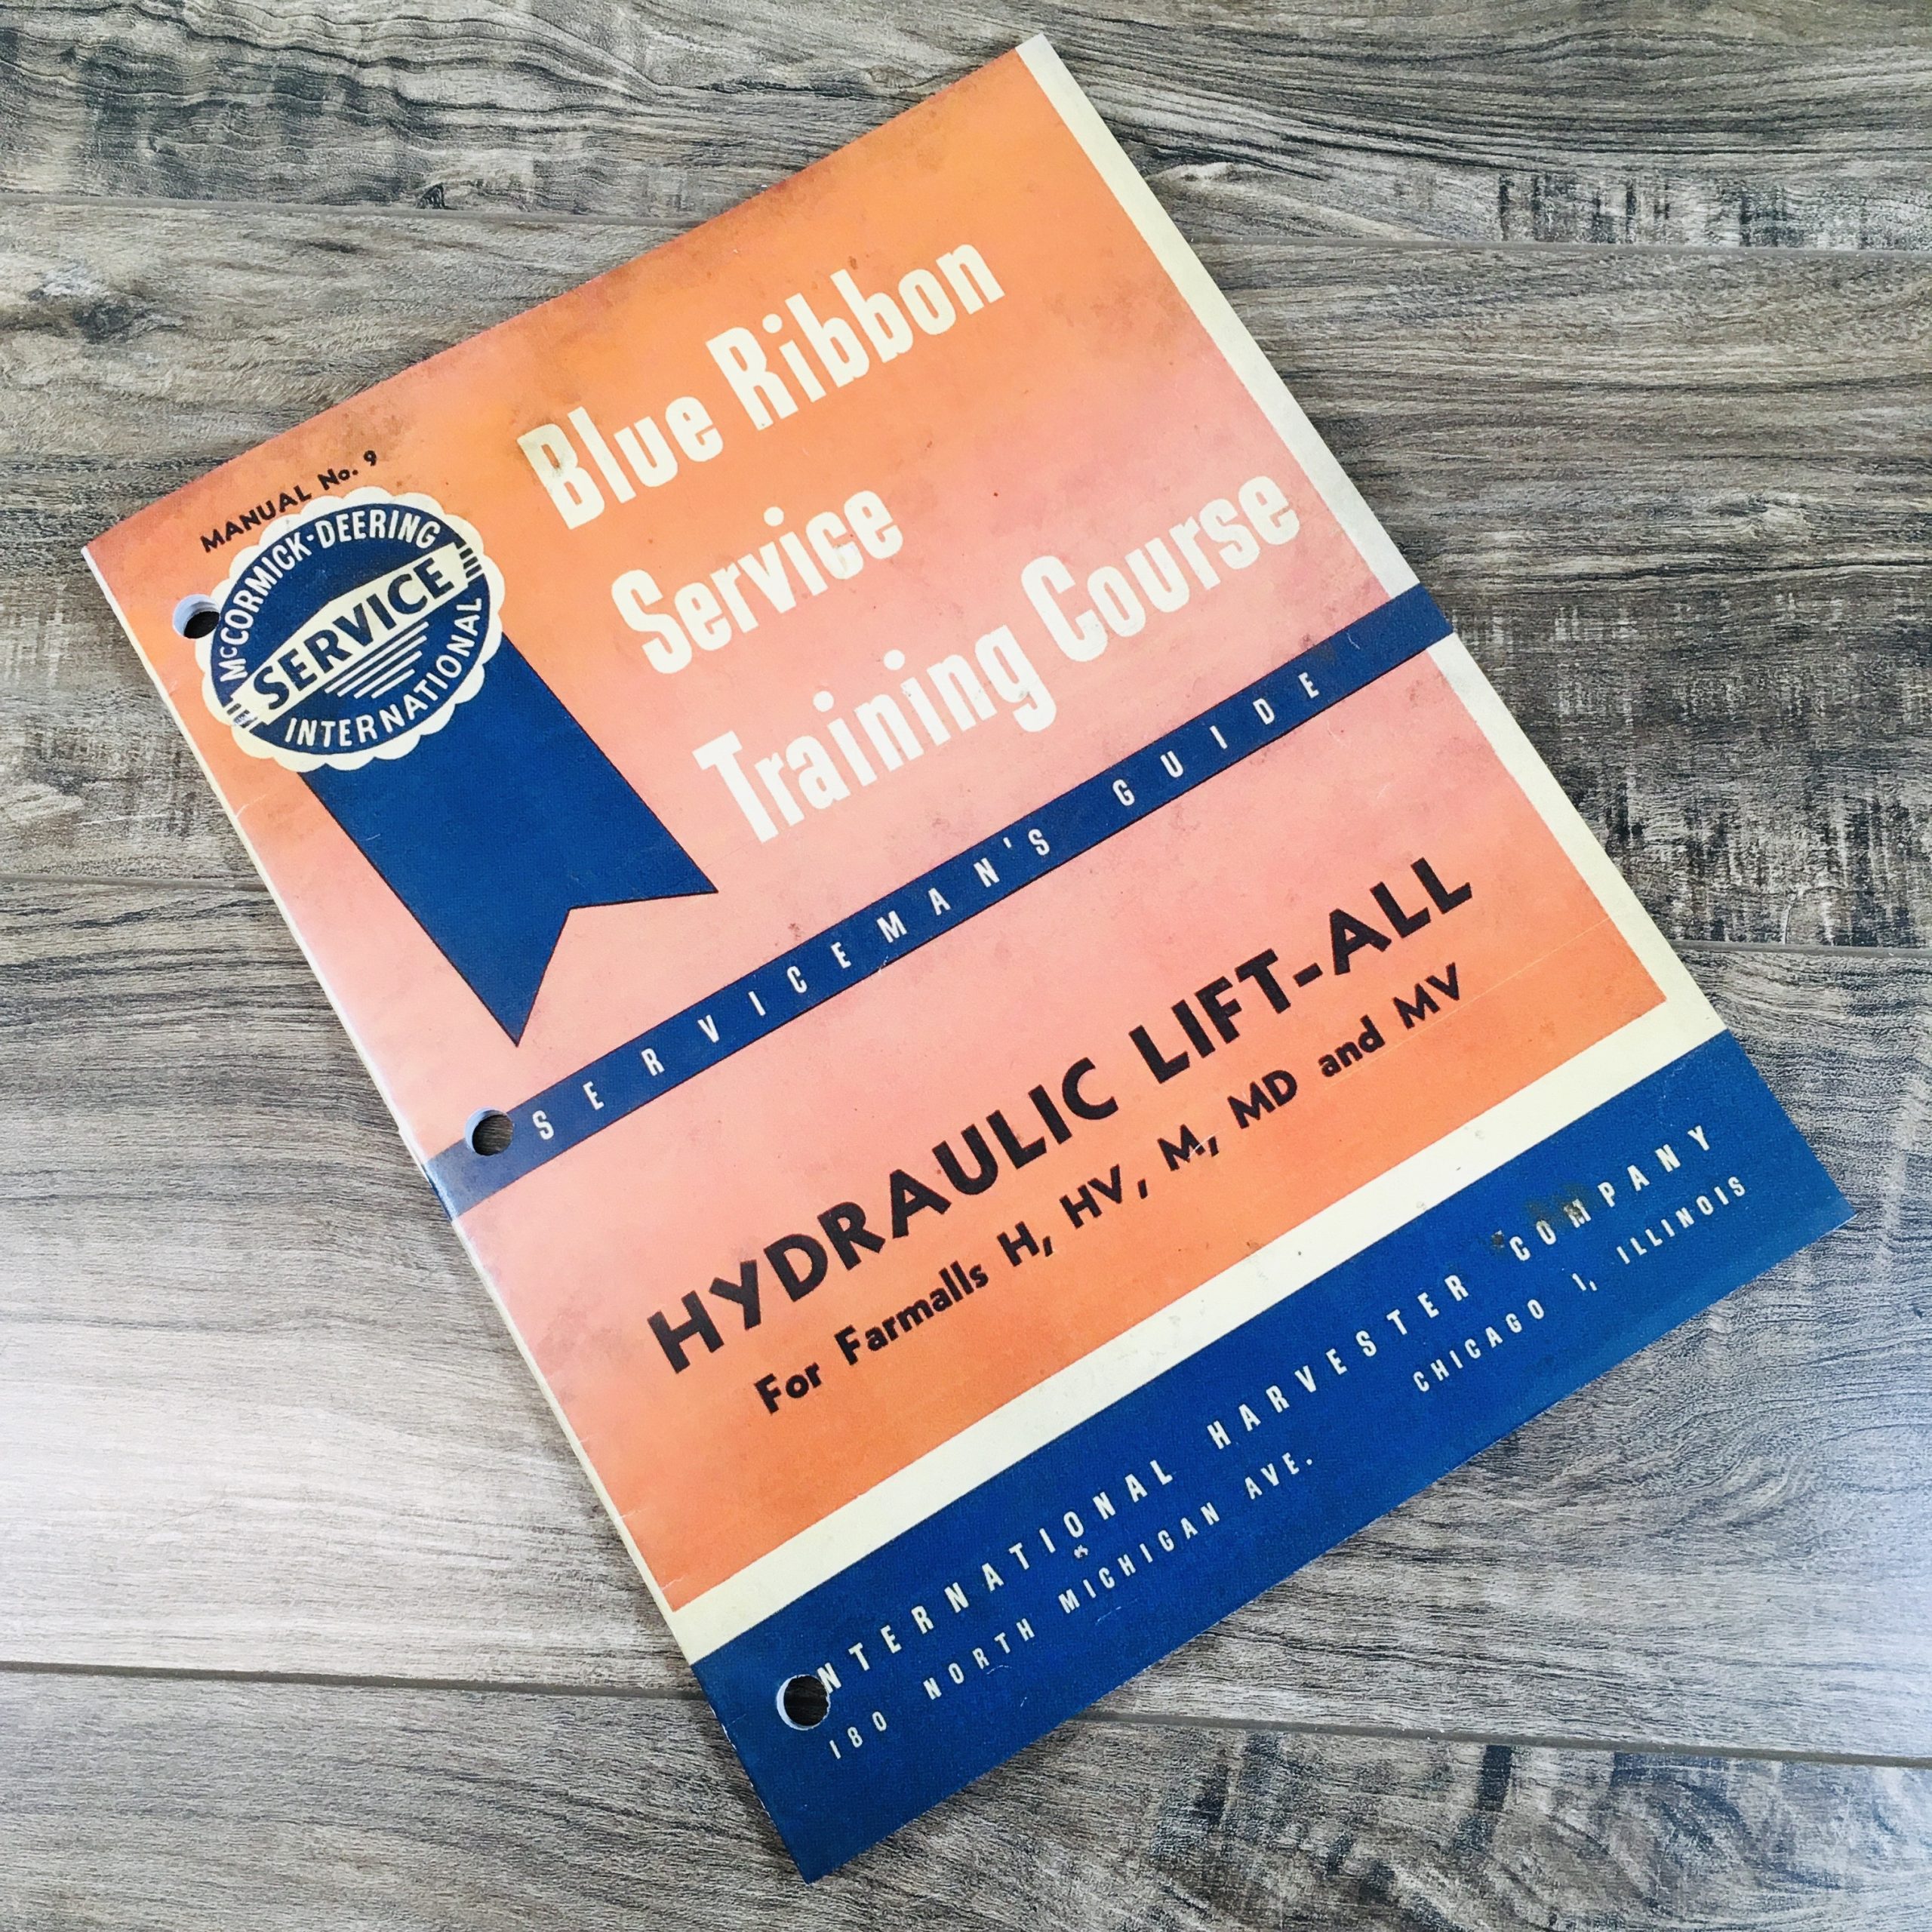 MANUAL No. 9
McCORMICK-DEERING
SERVICE
INTERNATIONAL
Blue Ribbon
Service
Training Course
SERVICEMAN'S GUIDE
HYDRAULIC LIFT-ALL
For Farmalls H, HV, M, MD and MV
INTERNATIONAL HARVESTER COMPANY
180 NORTH MICHIGAN AVE. CHICAGO 1, ILLINOIS